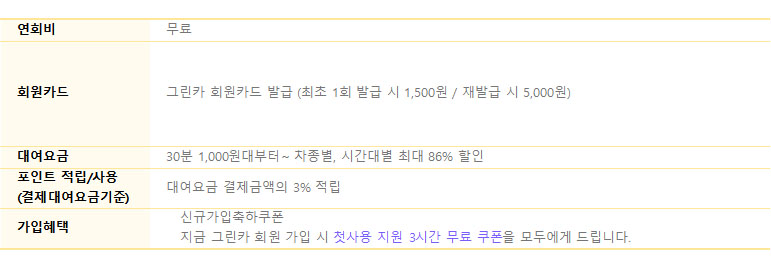 연회비 무료
회원카드 그린카 회원카드 발급 (최초 1회 발급 시 1,500원 / 재발급 시 5,000원)
대여요금 30분 1,000원대부터~ 차종별, 시간대별 최대 86% 할인
포인트 적립/사용
(결제대여요금기준) 대여요금 결제금액의 3% 적립
가입혜택 신규가입축하쿠폰
지금 그린카 회원 가입 시 첫사용 지원 3시간 무료 쿠폰을 모두에게 드립니다.